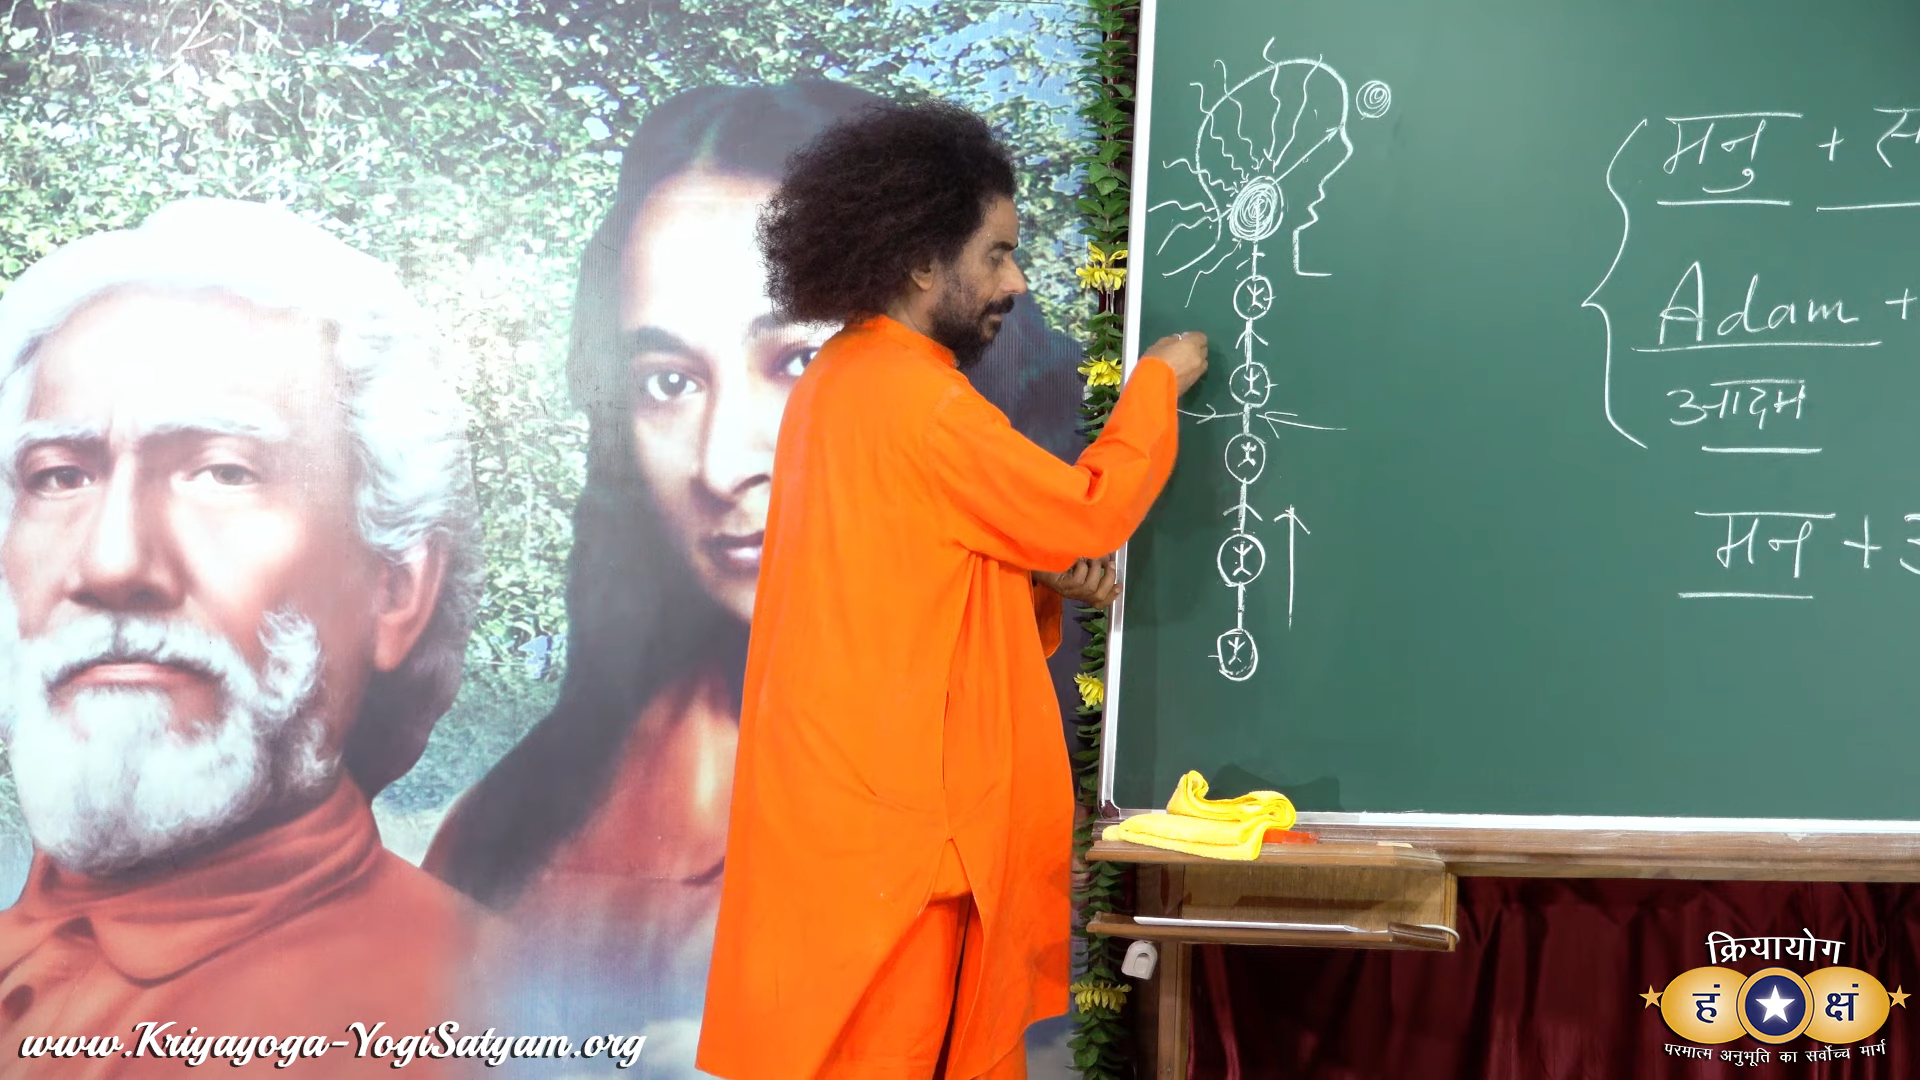 मनु +
Adam +
आदम
मन +
क्रियायोग
हं क्षं
परमात्म अनुभूति का सर्वोच्च मार्ग
www.Kriyayoga-YogiSatyam.org